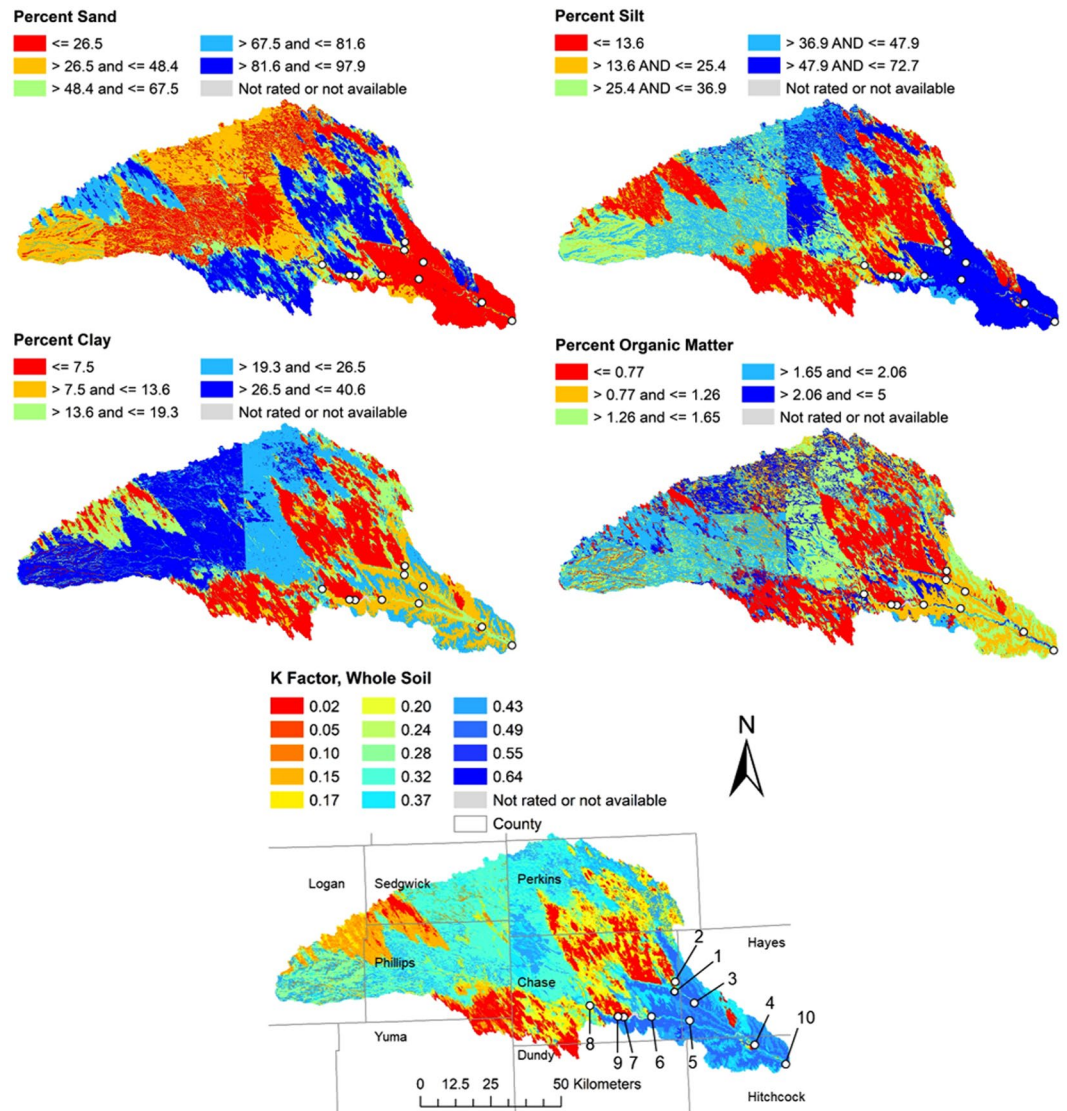 Percent Sand
<= 26.5
> 26.5 and <= 48.4
> 48.4 and <= 67.5
> 67.5 and <= 81.6
> 81.6 and <= 97.9
Not rated or not available
Percent Silt
<= 13.6
> 13.6 AND <= 25.4
> 25.4 AND <= 36.9
> 36.9 AND <= 47.9
> 47.9 AND <= 72.7
Not rated or not available
Percent Clay
<= 7.5
> 7.5 and <= 13.6
> 13.6 and <= 19.3
> 19.3 and <= 26.5
> 26.5 and <= 40.6
Not rated or not available
Percent Organic Matter
<= 0.77
> 0.77 and <= 1.26
> 1.26 and <= 1.65
> 1.65 and <= 2.06
> 2.06 and <= 5
Not rated or not available
K Factor, Whole Soil
0.02
0.05
0.10
0.15
0.17
0.20
0.24
0.28
0.32
0.37
0.43
0.49
0.55
0.64
Not rated or not available
County
N
Logan
Sedgwick
Perkins
Hayes
Phillips
Chase
Yuma
Dundy
Hitchcock
2
1
3
4
10
8
9
7
6
5
0 12.5 25 50 Kilometers